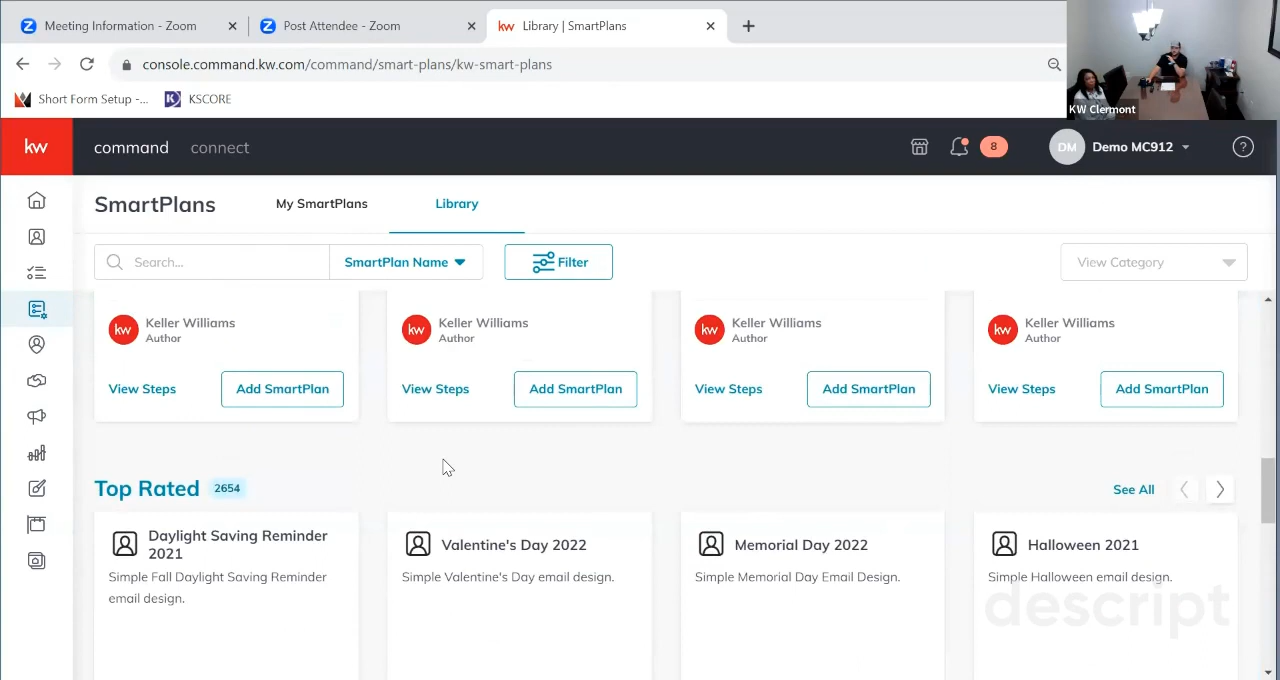 Meeting Information - Zoom
Post Attendee - Zoom
kw Library | SmartPlans
console.command.kw.com/command/smart-plans/kw-smart-plans
Short Form Setup -...
KSCORE
KW Clermont
kw command connect 8 DM Demo MC912 ?
SmartPlans My SmartPlans Library
Search... SmartPlan Name Filter View Category
kw Keller Williams
Author
kw Keller Williams
Author
kw Keller Williams
Author
kw Keller Williams
Author
View Steps Add SmartPlan
View Steps Add SmartPlan
View Steps Add SmartPlan
View Steps Add SmartPlan
Top Rated 2654 See All
Daylight Saving Reminder
2021
Simple Fall Daylight Saving Reminder
email design.
Valentine's Day 2022
Simple Valentine's Day email design.
Memorial Day 2022
Simple Memorial Day Email Design.
Halloween 2021
Simple Halloween email design.
descript